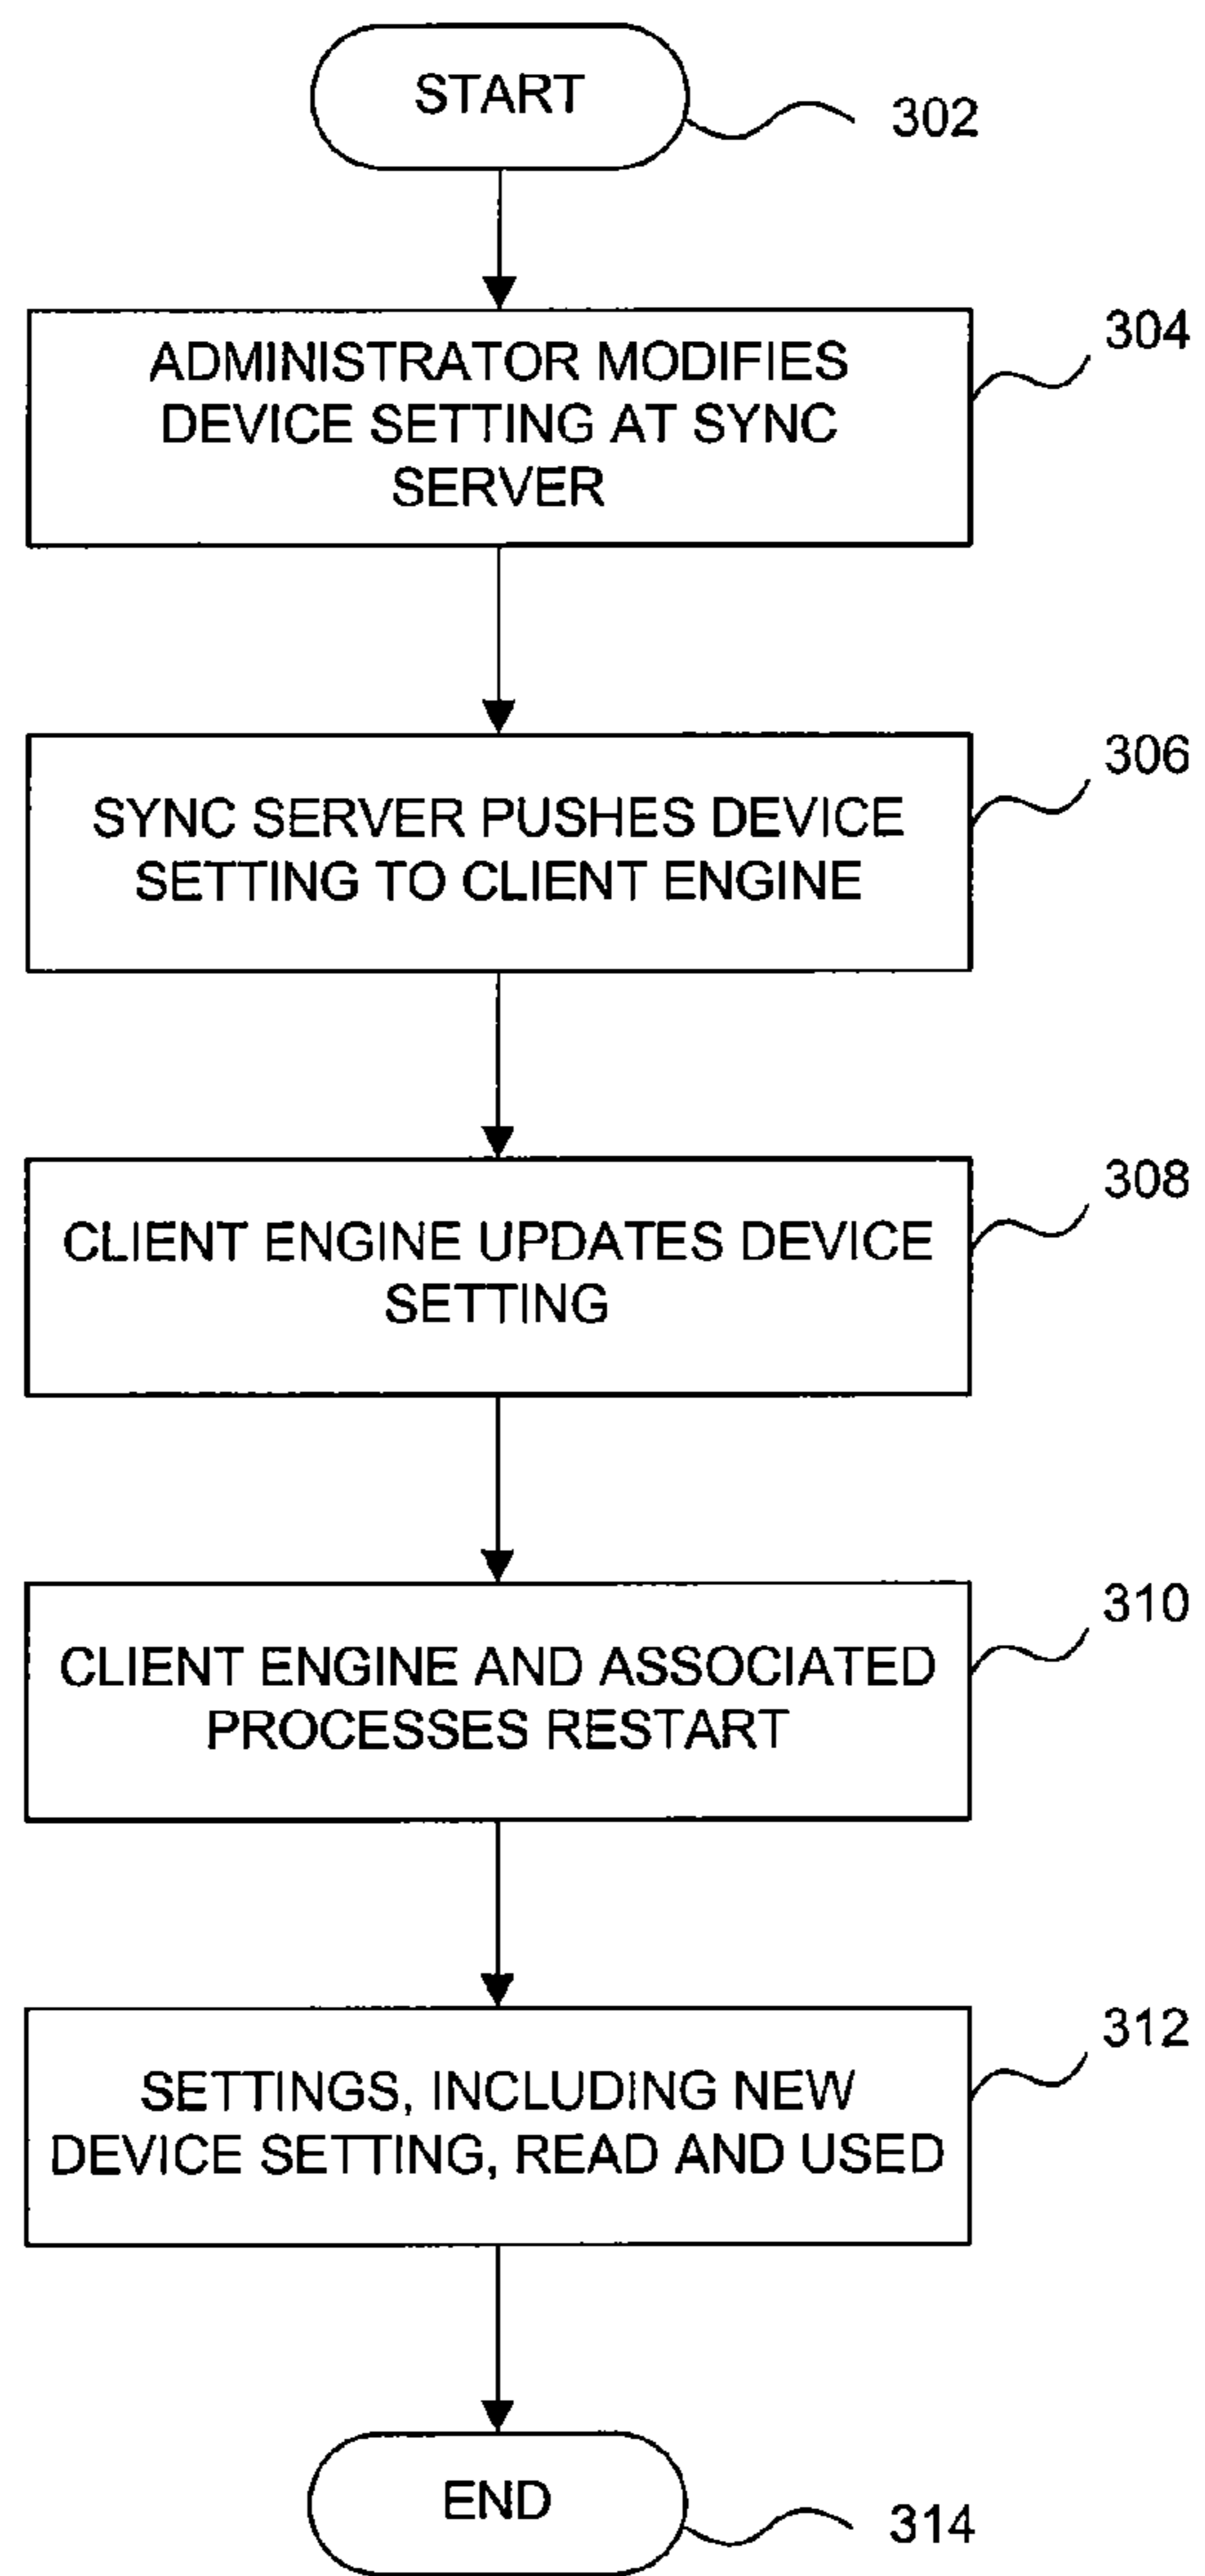 START
302
304
ADMINISTRATOR MODIFIES
DEVICE SETTING AT SYNC
SERVER
306
SYNC SERVER PUSHES DEVICE
SETTING TO CLIENT ENGINE
308
CLIENT ENGINE UPDATES DEVICE
SETTING
310
CLIENT ENGINE AND ASSOCIATED
PROCESSES RESTART
312
SETTINGS, INCLUDING NEW
DEVICE SETTING, READ AND USED
END
314